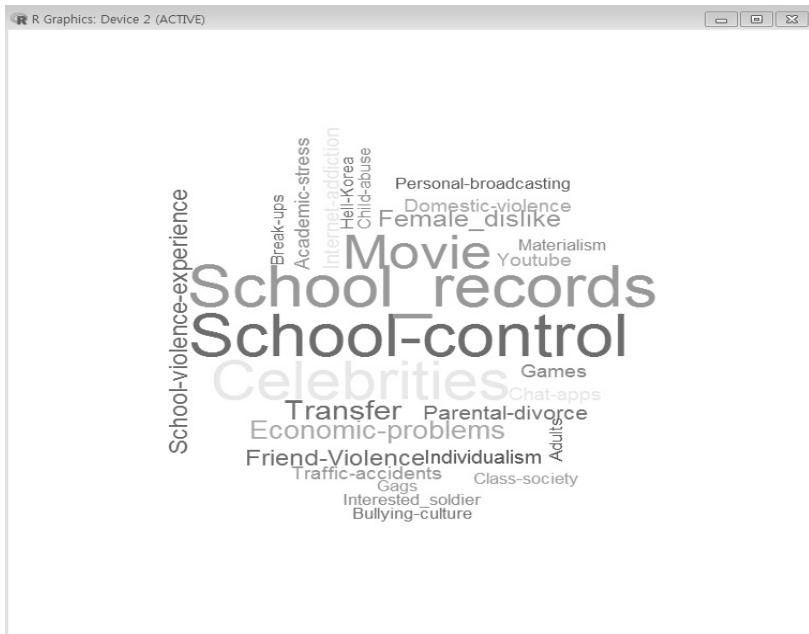 R Graphics: Device 2 (ACTIVE)
School-violence-experience
Break-ups
Academic-stress
Internet-addiction
Hell-Korea
Child-abuse
Personal-broadcasting
Domestic-violence
Female_dislike
Movie
Materialism
Youtube
School_records
School-control
Celebrities
Games
Chat-apps
Transfer
Parental-divorce
Economic-problems
Adults
Friend-Violence
Individualism
Traffic-accidents
Class-society
Gags
Interested_soldier
Bullying-culture